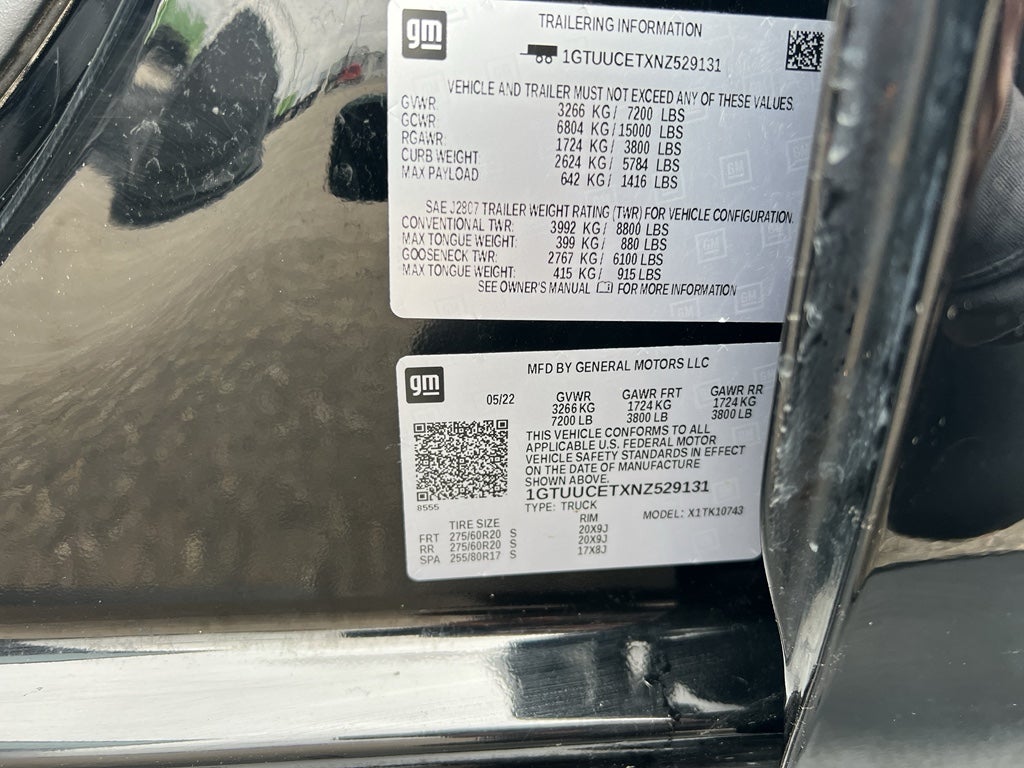 gm
TRAILERING INFORMATION
1GTUUCETXNZ529131
VEHICLE AND TRAILER MUST NOT EXCEED ANY OF THESE VALUES.
GVWR: 3266 KG / 7200 LBS
GCWR: 6804 KG / 15000 LBS
RGAWR: 1724 KG / 3800 LBS
CURB WEIGHT: 2624 KG / 5784 LBS
MAX PAYLOAD 642 KG / 1416 LBS
SAE J2807 TRAILER WEIGHT RATING (TWR) FOR VEHICLE CONFIGURATION.
CONVENTIONAL TWR: 3992 KG / 8800 LBS
MAX TONGUE WEIGHT: 399 KG / 880 LBS
GOOSENECK TWR: 2767 KG / 6100 LBS
MAX TONGUE WEIGHT: 415 KG / 915 LBS
SEE OWNER'S MANUAL FOR MORE INFORMATION
gm
MFD BY GENERAL MOTORS LLC
05/22 GVWR GAWR FRT GAWR RR
3266 KG 1724 KG 1724 KG
7200 LB 3800 LB 3800 LB
THIS VEHICLE CONFORMS TO ALL
APPLICABLE U.S. FEDERAL MOTOR
VEHICLE SAFETY STANDARDS IN EFFECT
ON THE DATE OF MANUFACTURE
SHOWN ABOVE.
1GTUUCETXNZ529131
8555 TYPE: TRUCK MODEL: X1TK10743
TIRE SIZE RIM
FRT 275/60R20 S 20X9J
RR 275/60R20 S 20X9J
SPA 255/80R17 S 17X8J